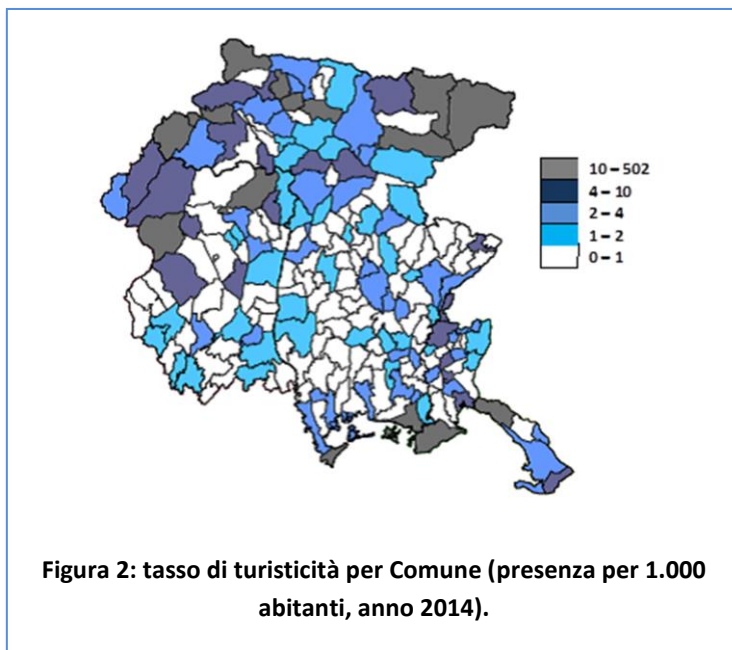 10 – 502
4 – 10
2 – 4
1 – 2
0 – 1
Figura 2: tasso di turisticità per Comune (presenza per 1.000
abitanti, anno 2014).